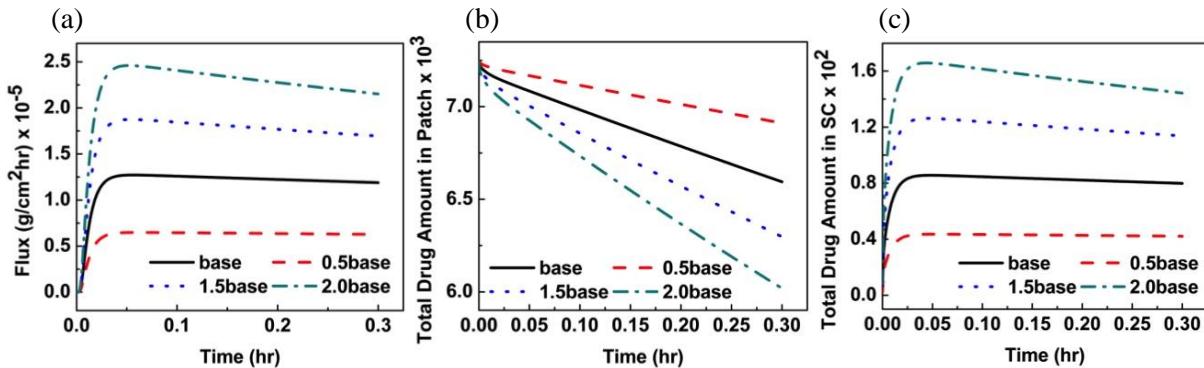 (a)
Flux (g/cm²hr) x 10⁻⁵
2.5
2.0
1.5
1.0
0.5
0.0
base 0.5base
1.5base 2.0base
0.0 0.1 0.2 0.3
Time (hr)
(b)
Total Drug Amount in Patch x 10³
7.0
6.5
6.0
base 0.5base
1.5base 2.0base
0.00 0.05 0.10 0.15 0.20 0.25 0.30
Time (hr)
(c)
Total Drug Amount in SC x 10²
1.6
1.2
0.8
0.4
0.0
base 0.5base
1.5base 2.0base
0.00 0.05 0.10 0.15 0.20 0.25 0.30
Time (hr)